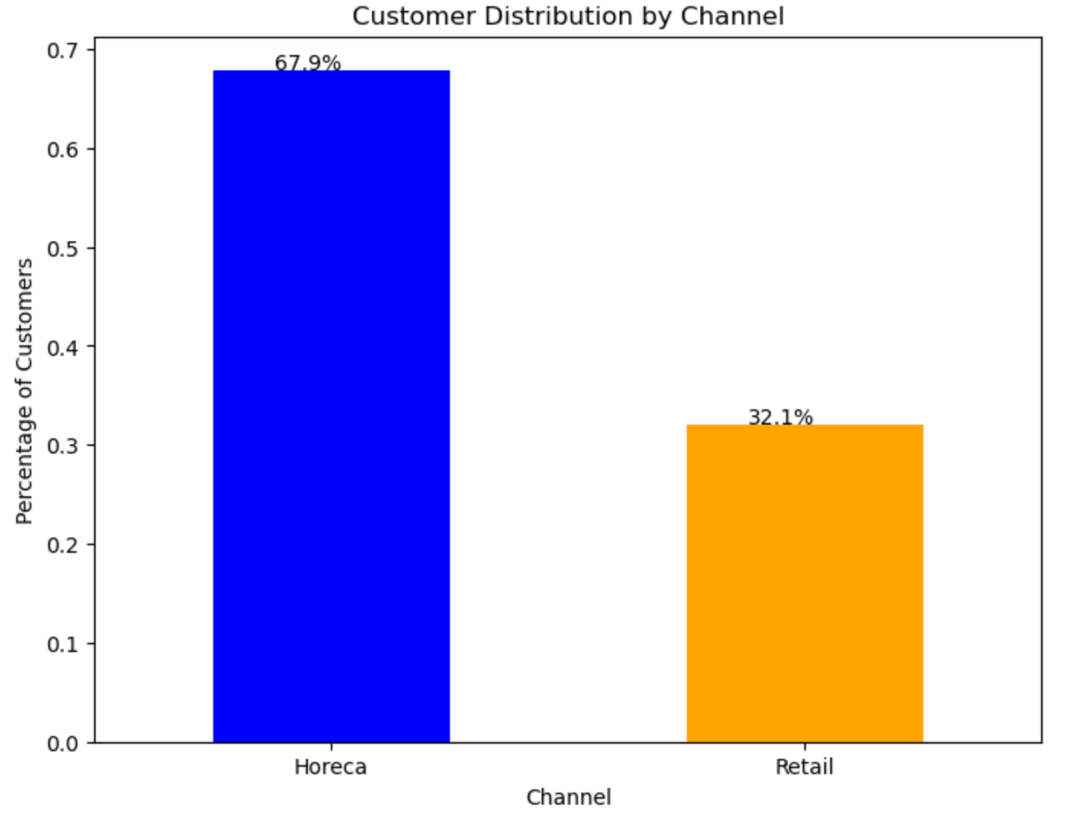 Customer Distribution by Channel
Percentage of Customers
0.7
0.6
0.5
0.4
0.3
0.2
0.1
0.0
67.9%
32.1%
Horeca
Retail
Channel